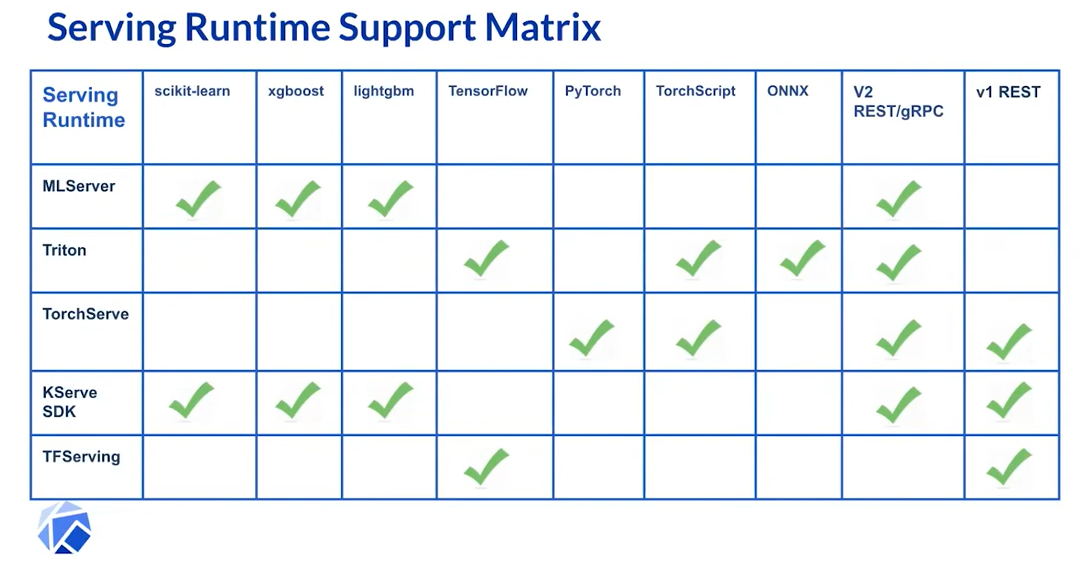 Serving Runtime Support Matrix
Serving
Runtime
scikit-learn
xgboost
lightgbm
TensorFlow
PyTorch
TorchScript
ONNX
V2
REST/gRPC
v1 REST
MLServer
Triton
TorchServe
KServe
SDK
TFServing